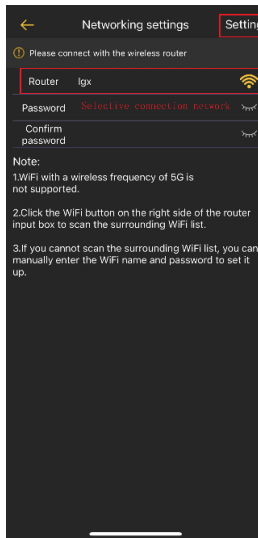 Networking settings Setting
Please connect with the wireless router
Router lgx
Password Selective connection network
Confirm
password
Note:
1.WiFi with a wireless frequency of 5G is
not supported.
2.Click the WiFi button on the right side of the router
input box to scan the surrounding WiFi list.
3.If you cannot scan the surrounding WiFi list, you can
manually enter the WiFi name and password to set it
up.